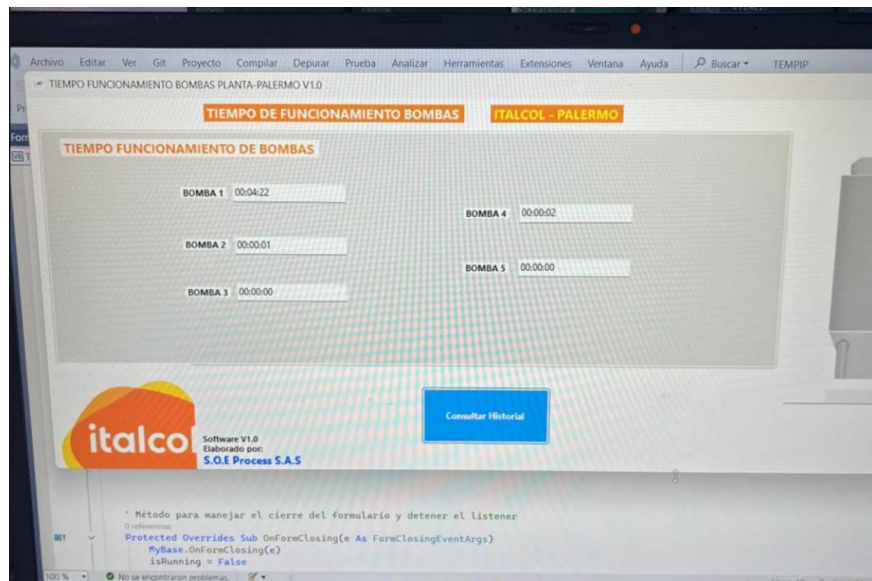 Archivo Editar Ver Git Proyecto Compilar Depurar Prueba Analizar Herramientas Extensiones Ventana Ayuda Buscar TEMPIP
TIEMPO FUNCIONAMIENTO BOMBAS PLANTA-PALERMO V1.0
TIEMPO DE FUNCIONAMIENTO BOMBAS ITALCOL - PALERMO
TIEMPO FUNCIONAMIENTO DE BOMBAS
BOMBA 1 00:04:22
BOMBA 4 00:00:02
BOMBA 2 00:00:01
BOMBA 5 00:00:00
BOMBA 3 00:00:00
Consultar Historial
italcol
Software V1.0
Elaborado por:
S.O.E Process S.A.S
' Método para manejar el cierre del formulario y detener el listener
0 referencias
Protected Overrides Sub OnFormClosing(e As FormClosingEventArgs)
MyBase.OnFormClosing(e)
isRunning = False
100 % No se encontraron problemas.